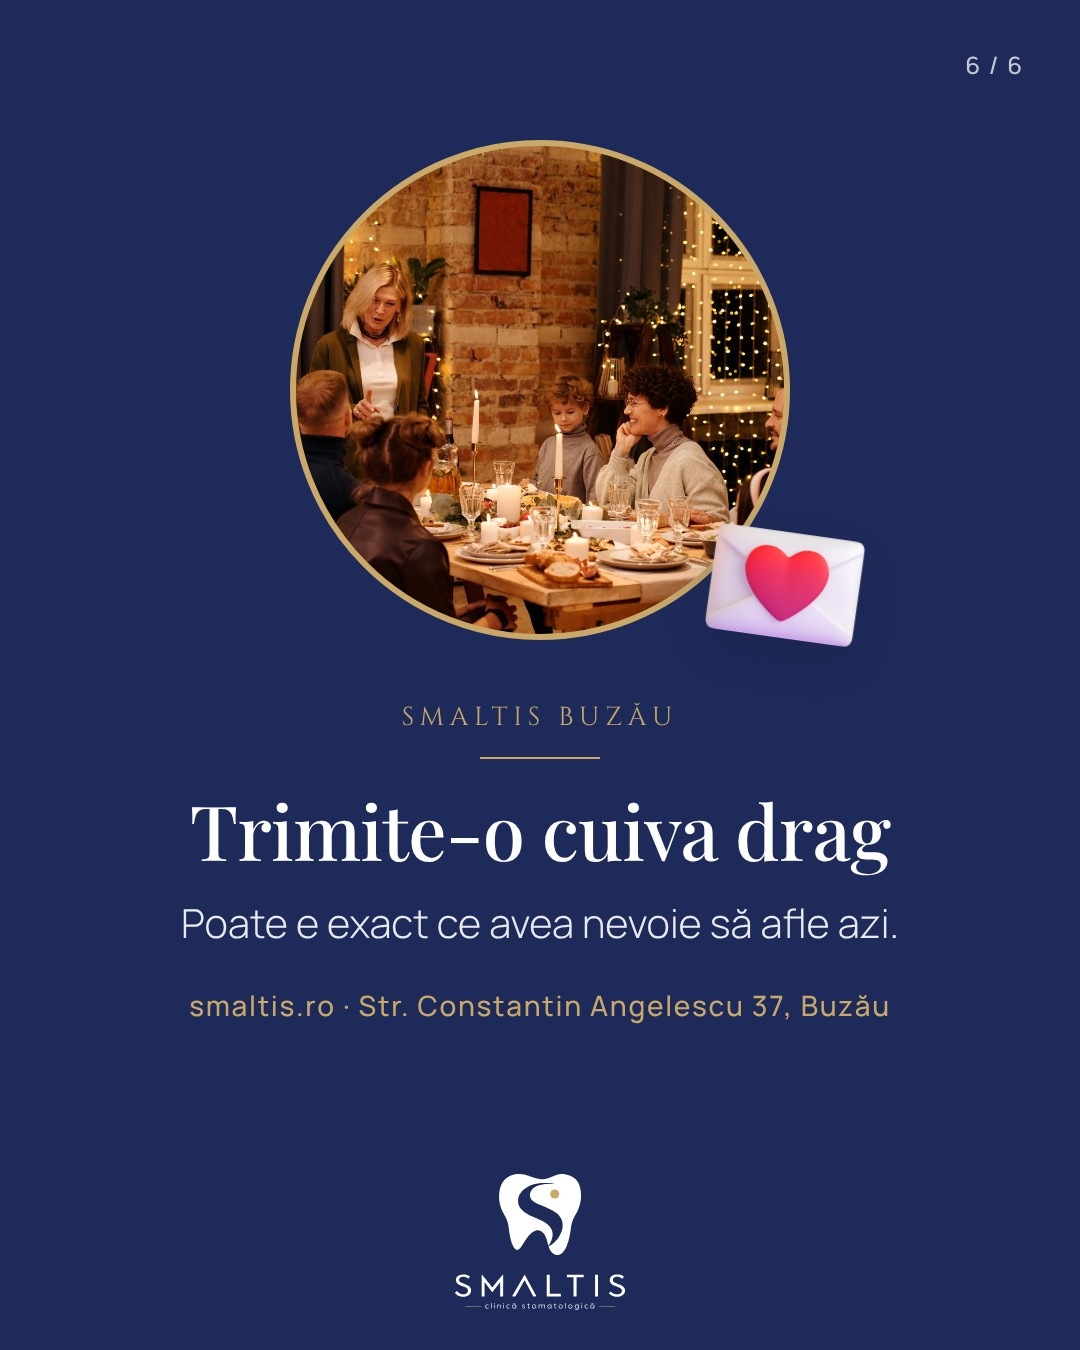 6 / 6
SMALTIS BUZĂU
Trimite-o cuiva drag
Poate e exact ce avea nevoie să afle azi.
smaltis.ro · Str. Constantin Angelescu 37, Buzău
SMALTIS
clinică stomatologică